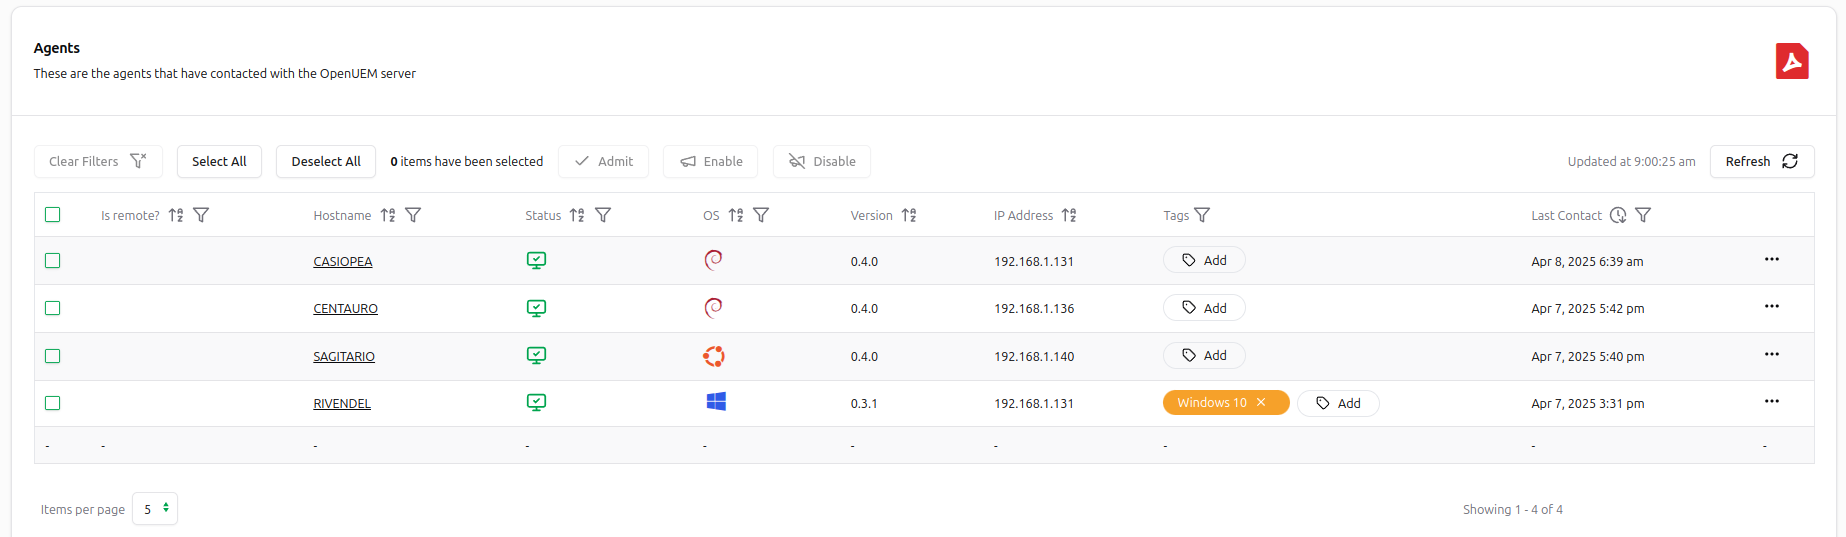 Agents
These are the agents that have contacted with the OpenUEM server
Clear Filters Select All Deselect All 0 items have been selected Admit Enable Disable Updated at 9:00:25 am Refresh
Is remote? Hostname Status OS Version IP Address Tags Last Contact
CASIOPEA 0.4.0 192.168.1.131 Add Apr 8, 2025 6:39 am
CENTAURO 0.4.0 192.168.1.136 Add Apr 7, 2025 5:42 pm
SAGITARIO 0.4.0 192.168.1.140 Add Apr 7, 2025 5:40 pm
RIVENDEL 0.3.1 192.168.1.131 Windows 10 × Add Apr 7, 2025 3:31 pm
- - - - - - - - - -
Items per page 5 Showing 1 - 4 of 4